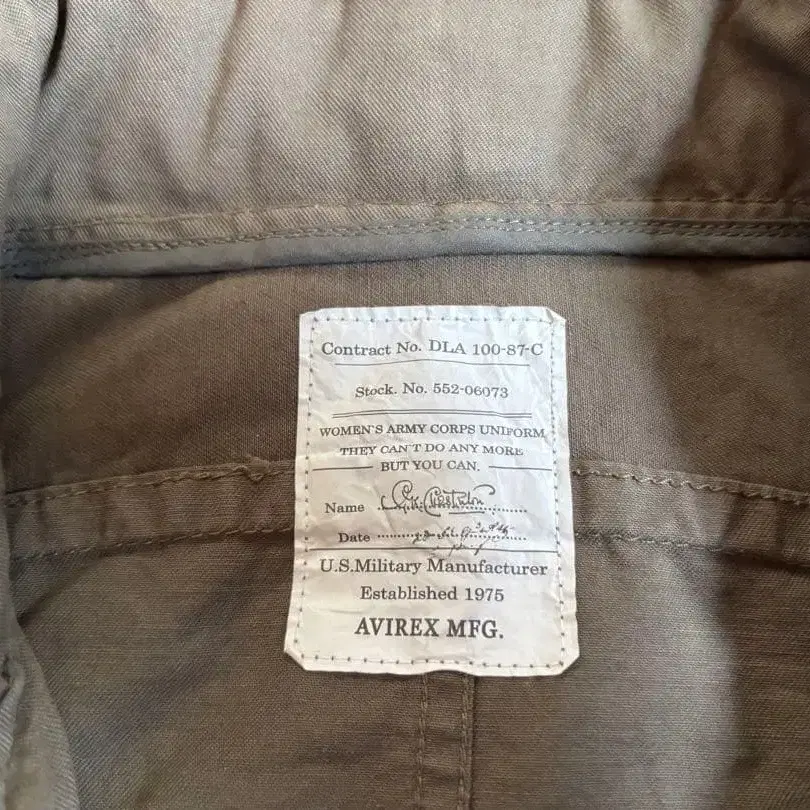 Contract No. DLA 100-87-C
Stock. No. 552-06073
WOMEN'S ARMY CORPS UNIFORM
THEY CAN'T DO ANY MORE
BUT YOU CAN.
Name
Date
U.S.Military Manufacturer
Established 1975
AVIREX MFG.